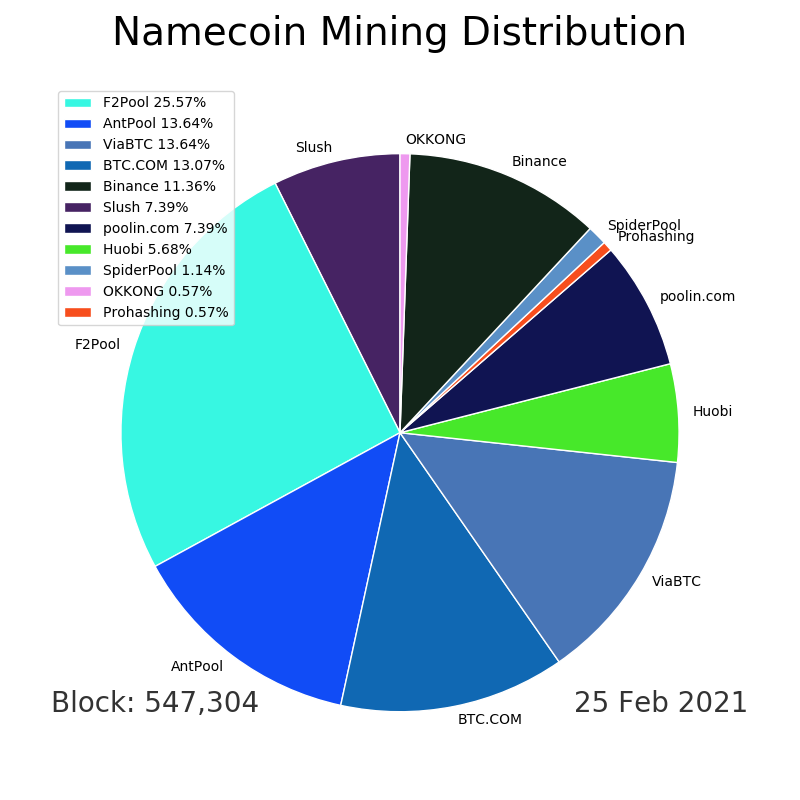 Namecoin Mining Distribution
F2Pool 25.57%
AntPool 13.64%
ViaBTC 13.64%
BTC.COM 13.07%
Binance 11.36%
Slush 7.39%
poolin.com 7.39%
Huobi 5.68%
SpiderPool 1.14%
OKKONG 0.57%
Prohashing 0.57%
Slush
OKKONG
Binance
SpiderPool
Prohashing
poolin.com
F2Pool
Huobi
ViaBTC
AntPool
BTC.COM
Block: 547,304
25 Feb 2021